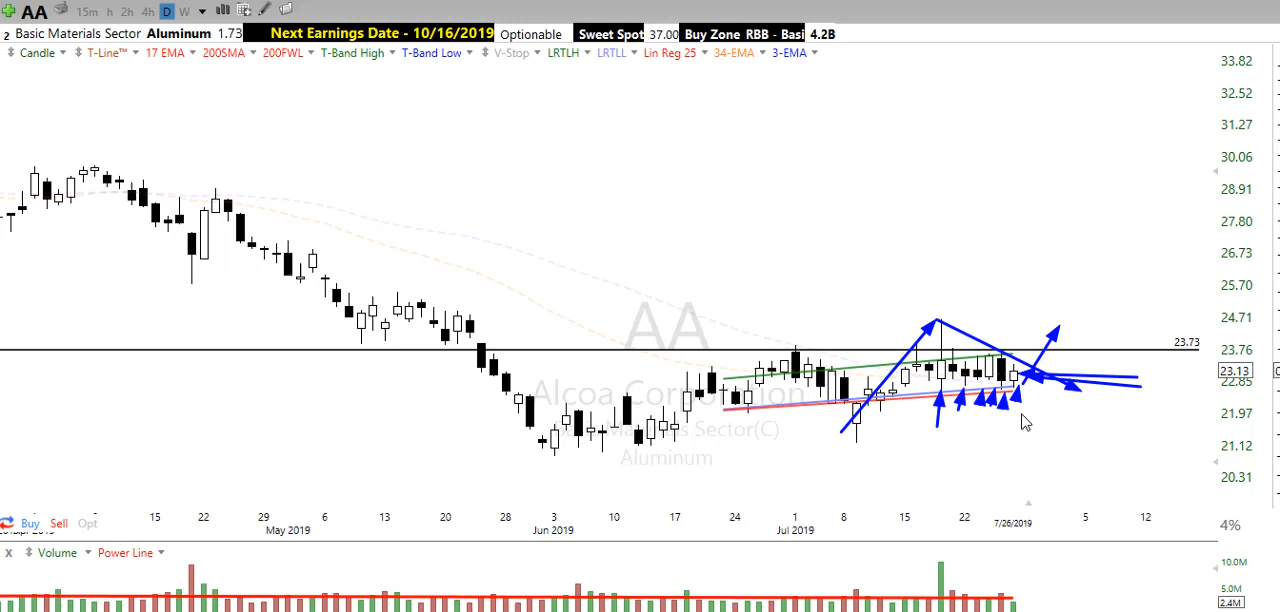 AA 15m h 2h 4h D W
2 Basic Materials Sector Aluminum 1.73 Next Earnings Date - 10/16/2019 Optionable Sweet Spot 37.00 Buy Zone RBB - Basi 4.2B
Candle T-Line™ 17 EMA 200SMA 200FWL T-Band High T-Band Low V-Stop LRTLH LRTLL Lin Reg 25 34-EMA 3-EMA
33.82
32.52
31.27
30.06
28.91
27.80
26.73
25.70
24.71
AA
23.73
23.76
23.13
22.85
Alcoa Corporation
21.97
Materials Sector(C)
21.12
Aluminum
20.31
15 22 29 6 13 20 28 3 10 17 24 1 8 15 22 7/26/2019 5 12
Buy Sell Opt
4%
May 2019 Jun 2019 Jul 2019
X Volume Power Line
10.0M
5.0M
2.4M